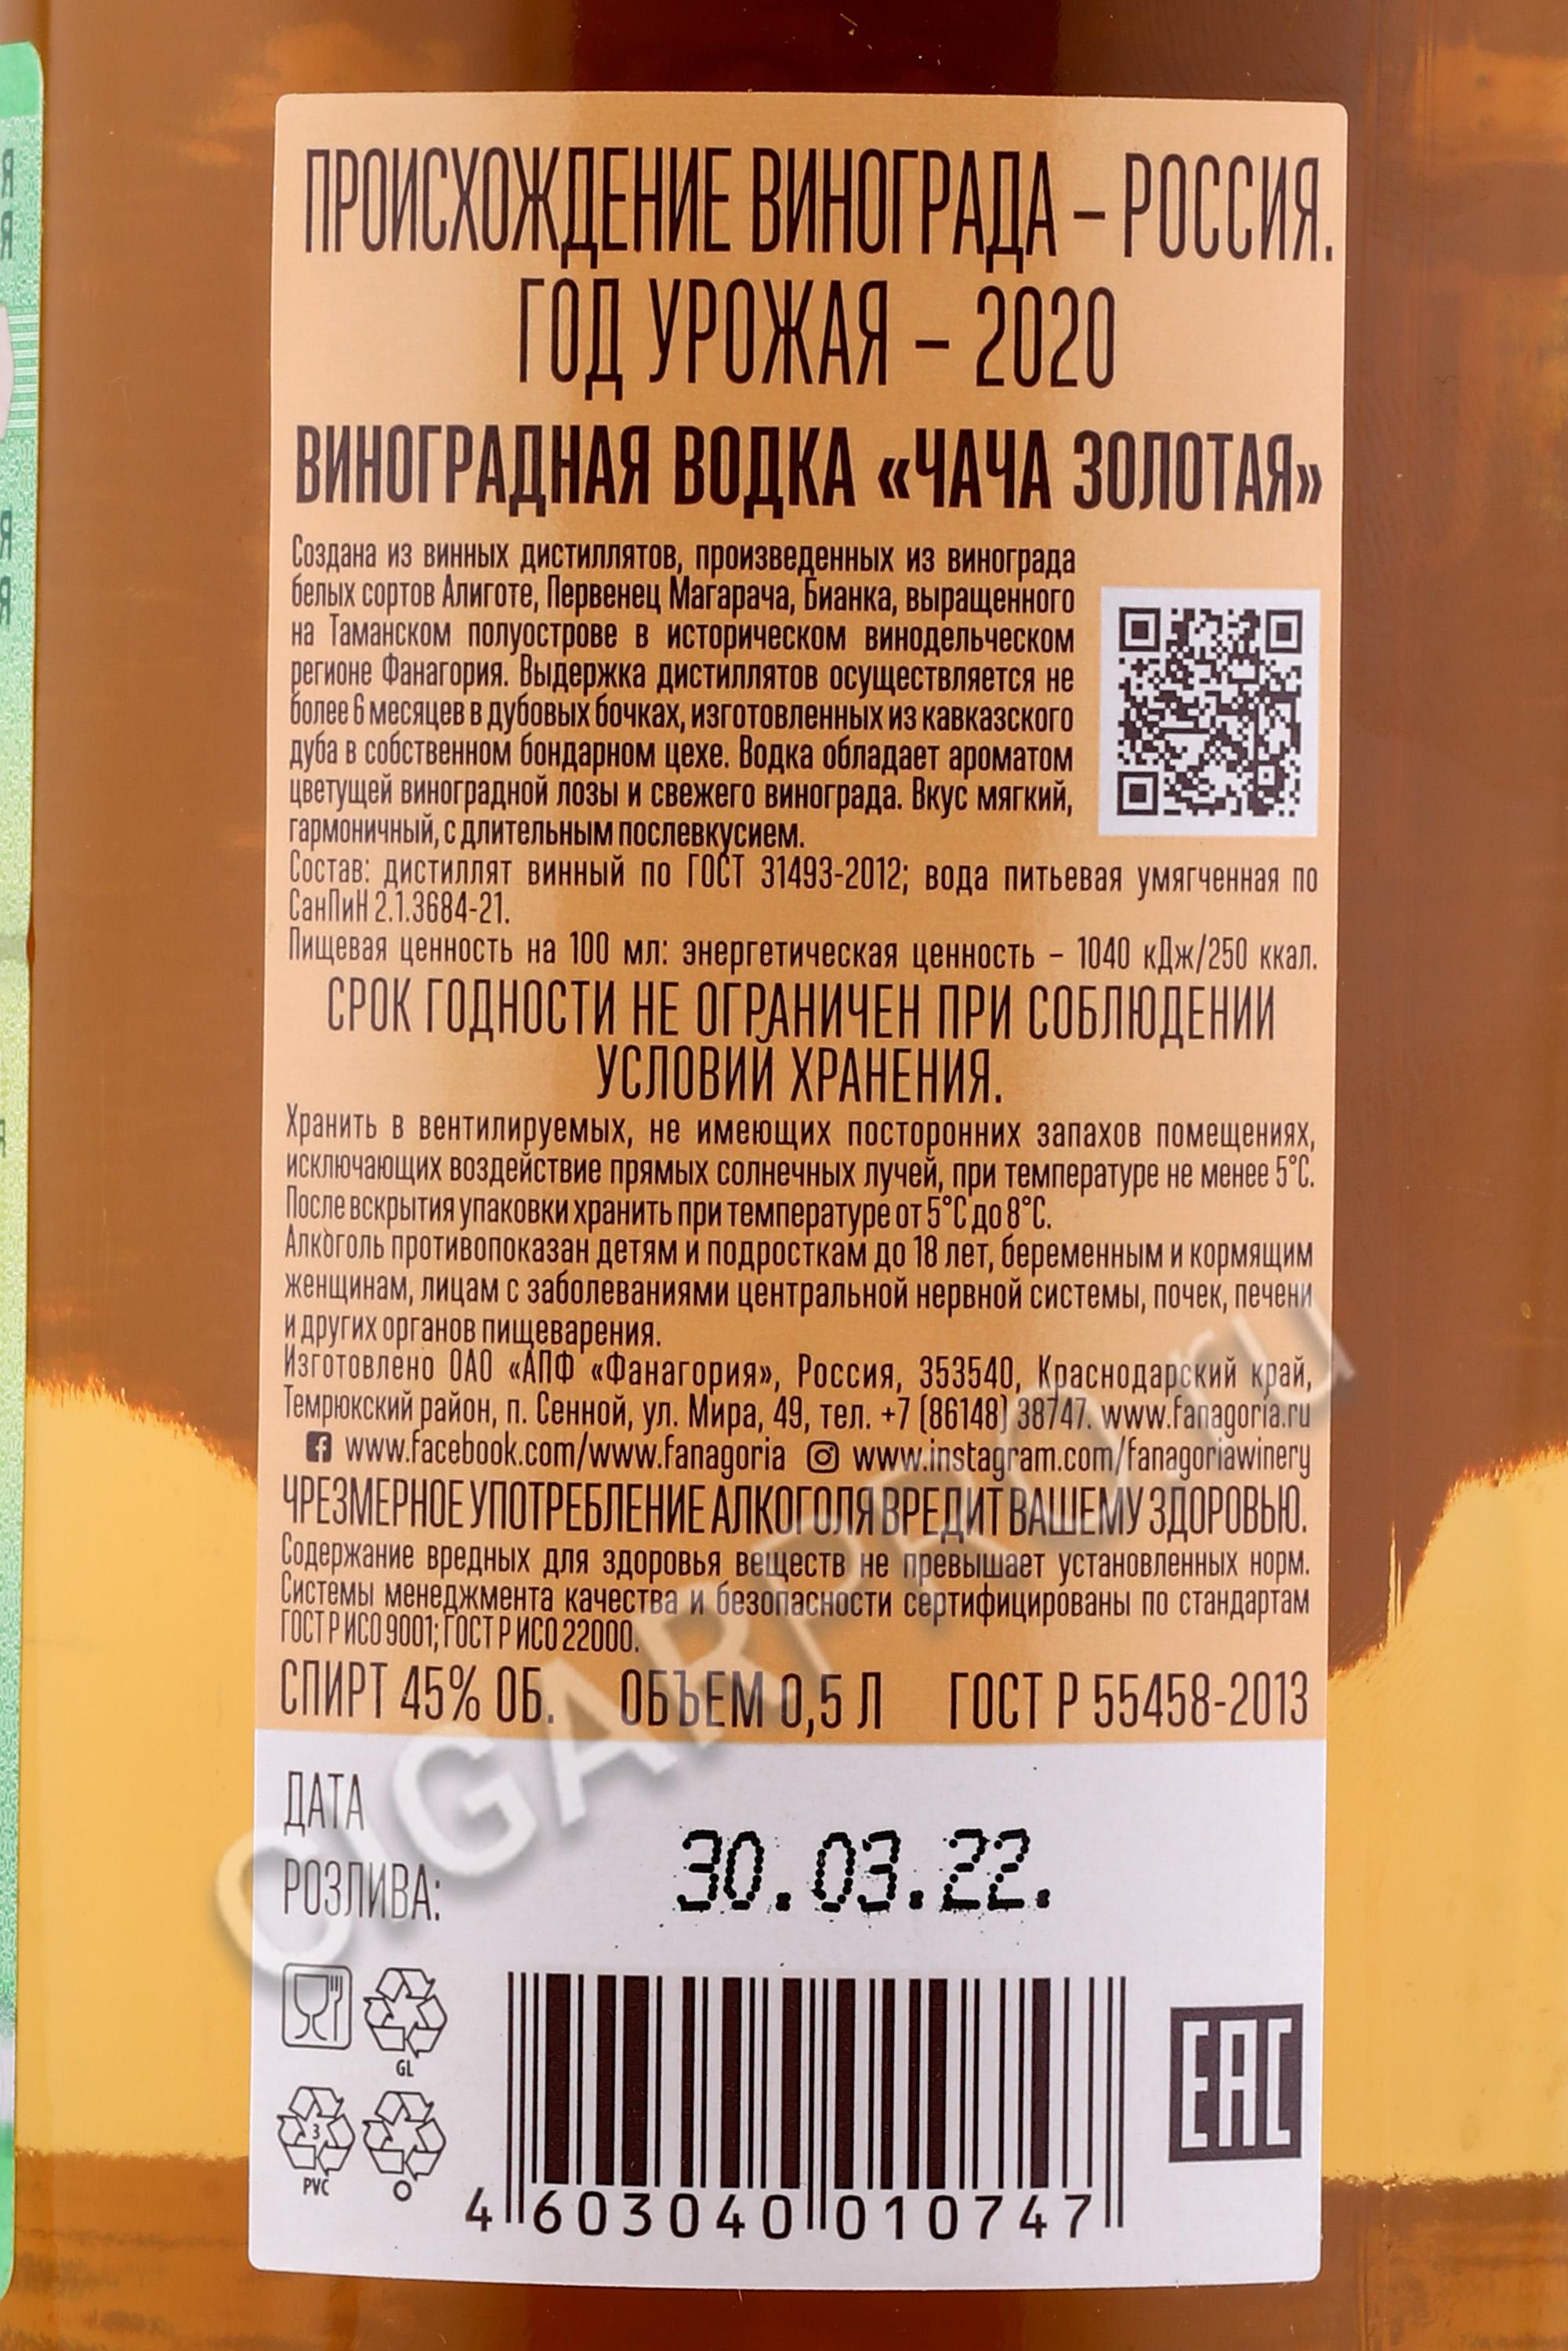 ПРОИСХОЖДЕНИЕ ВИНОГРАДА – РОССИЯ.
ГОД УРОЖАЯ – 2020
ВИНОГРАДНАЯ ВОДКА «ЧАЧА ЗОЛОТАЯ»
Создана из винных дистиллятов, произведенных из винограда
белых сортов Алиготе, Первенец Магарача, Бианка, выращенного
на Таманском полуострове в историческом винодельческом
регионе Фанагория. Выдержка дистиллятов осуществляется не
более 6 месяцев в дубовых бочках, изготовленных из кавказского
дуба в собственном бондарном цехе. Водка обладает ароматом
цветущей виноградной лозы и свежего винограда. Вкус мягкий,
гармоничный, с длительным послевкусием.
Состав: дистиллят винный по ГОСТ 31493-2012; вода питьевая умягченная по
СанПиН 2.1.3684-21.
Пищевая ценность на 100 мл: энергетическая ценность – 1040 кДж/250 ккал.
СРОК ГОДНОСТИ НЕ ОГРАНИЧЕН ПРИ СОБЛЮДЕНИИ
УСЛОВИЙ ХРАНЕНИЯ.
Хранить в вентилируемых, не имеющих посторонних запахов помещениях,
исключающих воздействие прямых солнечных лучей, при температуре не менее 5°С.
После вскрытия упаковки хранить при температуре от 5°С до 8°С.
Алкоголь противопоказан детям и подросткам до 18 лет, беременным и кормящим
женщинам, лицам с заболеваниями центральной нервной системы, почек, печени
и других органов пищеварения.
Изготовлено ОАО «АПФ «Фанагория», Россия, 353540, Краснодарский край,
Темрюкский район, п. Сенной, ул. Мира, 49, тел. +7 (86148) 38747. www.fanagoria.ru
www.facebook.com/www.fanagoria www.instagram.com/fanagoriawinery
ЧРЕЗМЕРНОЕ УПОТРЕБЛЕНИЕ АЛКОГОЛЯ ВРЕДИТ ВАШЕМУ ЗДОРОВЬЮ.
Содержание вредных для здоровья веществ не превышает установленных норм.
Системы менеджмента качества и безопасности сертифицированы по стандартам
ГОСТ Р ИСО 9001; ГОСТ Р ИСО 22000.
СПИРТ 45% ОБ. ОБЪЕМ 0,5 Л ГОСТ Р 55458-2013
ДАТА
РОЗЛИВА:
30.03.22.
GL
3
PVC
EAC
4 603040 010747
CIGARPRO.ru